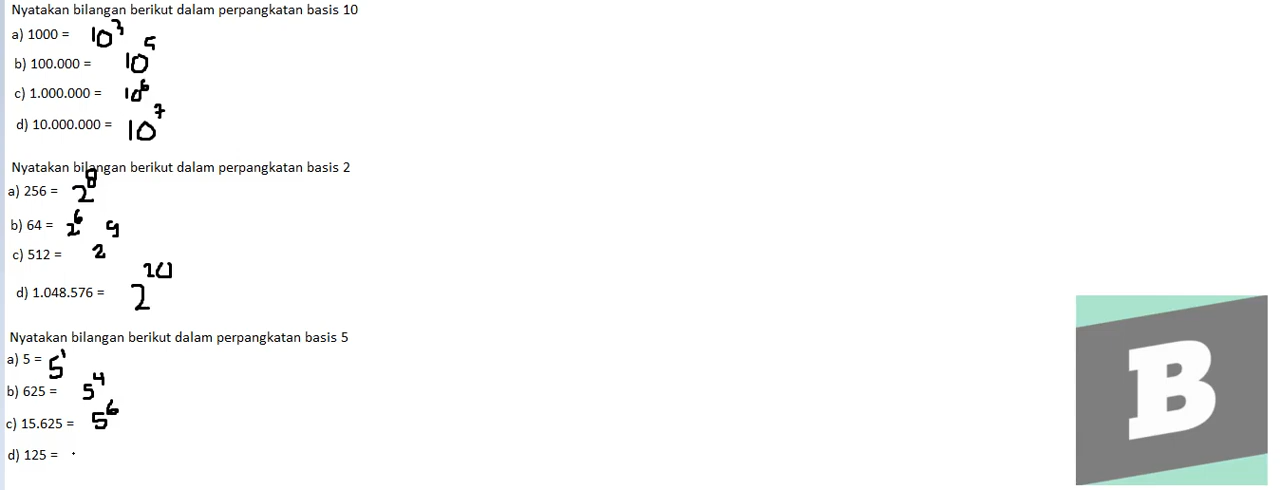 Nyatakan bilangan berikut dalam perpangkatan basis 10
a) 1000 = 10³
b) 100.000 = 10⁵
c) 1.000.000 = 10⁶
d) 10.000.000 = 10⁷
Nyatakan bilangan berikut dalam perpangkatan basis 2
a) 256 = 2⁸
b) 64 = 2⁶
c) 512 = 2⁹
d) 1.048.576 = 2²⁰
Nyatakan bilangan berikut dalam perpangkatan basis 5
a) 5 = 5¹
b) 625 = 5⁴
c) 15.625 = 5⁶
d) 125 =
B